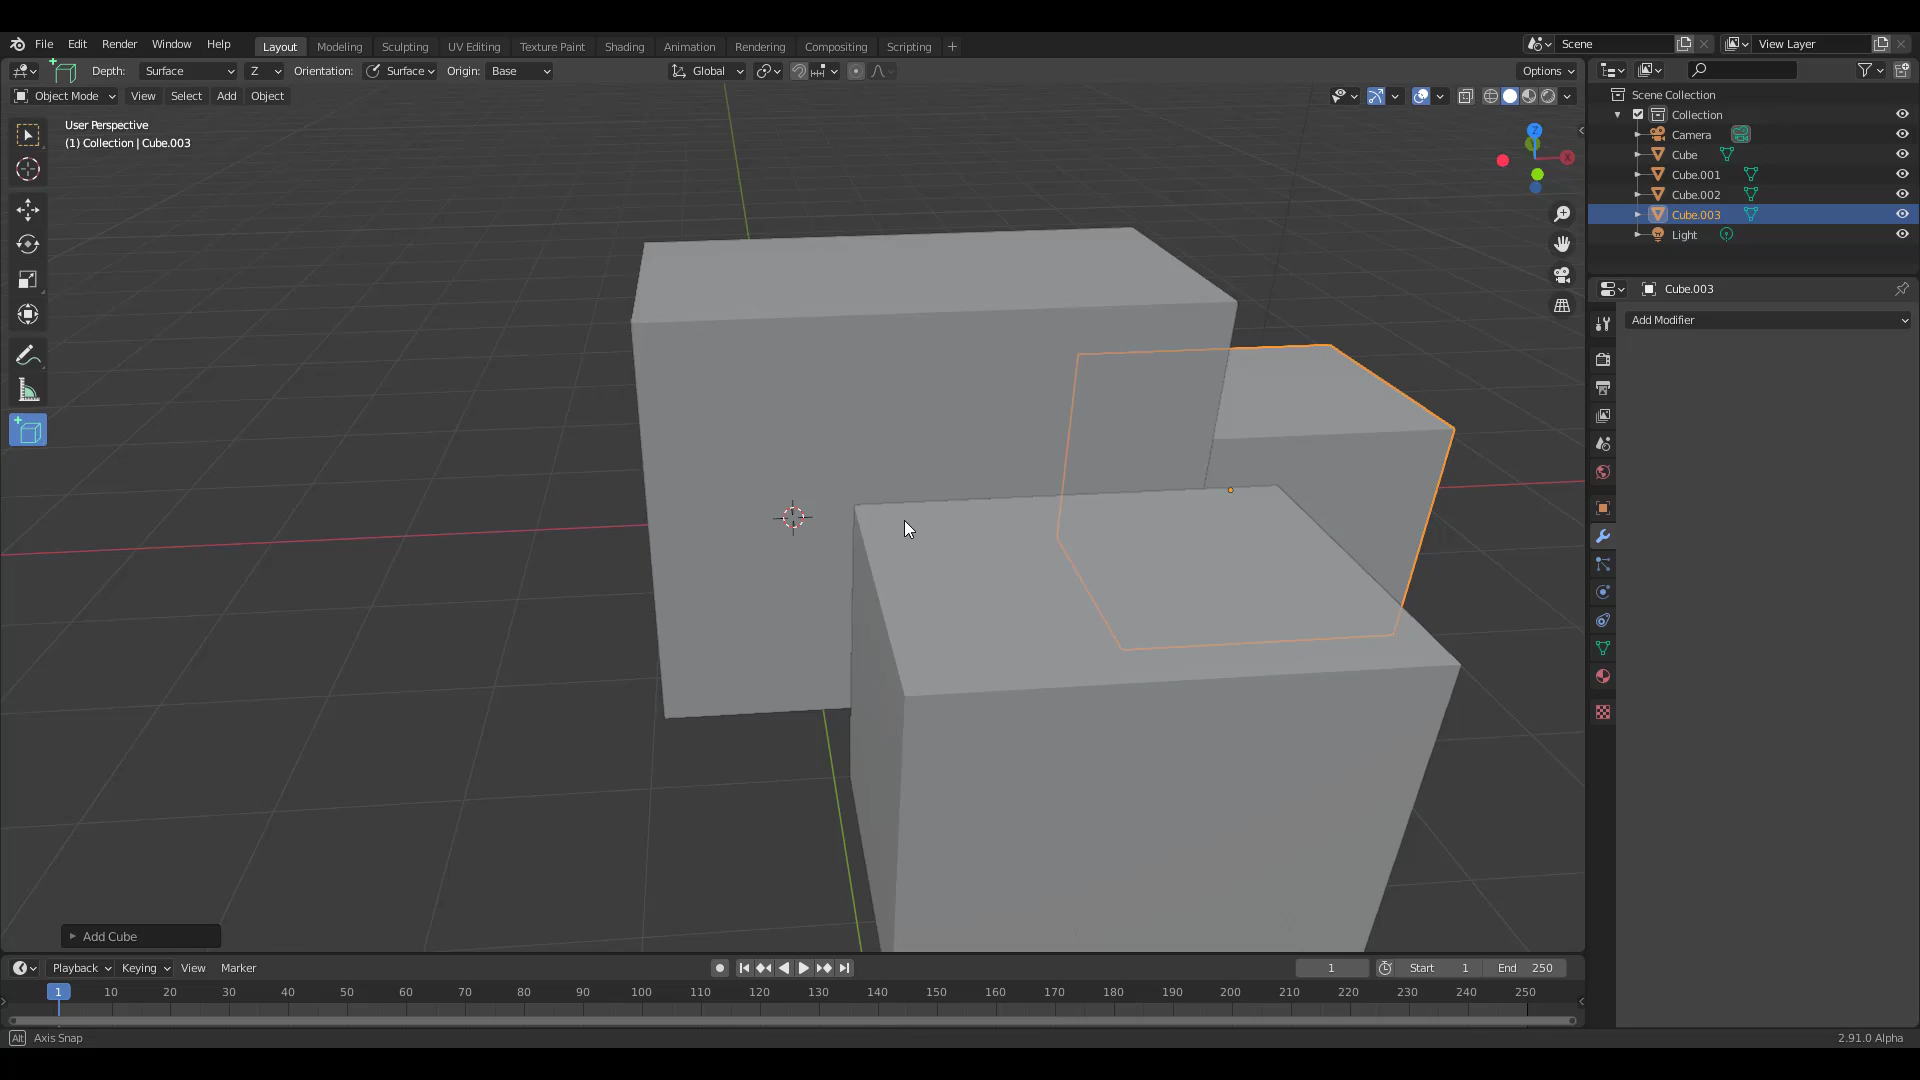 File Edit Render Window Help
Layout Modeling Sculpting UV Editing Texture Paint Shading Animation Rendering Compositing Scripting +
Scene
View Layer
Depth: Surface Z Orientation: Surface Origin: Base
Global
Options
Object Mode View Select Add Object
User Perspective
(1) Collection | Cube.003
Z
X
Scene Collection
Collection
Camera
Cube
Cube.001
Cube.002
Cube.003
Light
Cube.003
Add Modifier
Add Cube
Playback Keying View Marker
1 Start 1 End 250
1 10 20 30 40 50 60 70 80 90 100 110 120 130 140 150 160 170 180 190 200 210 220 230 240 250
Alt Axis Snap
2.91.0 Alpha